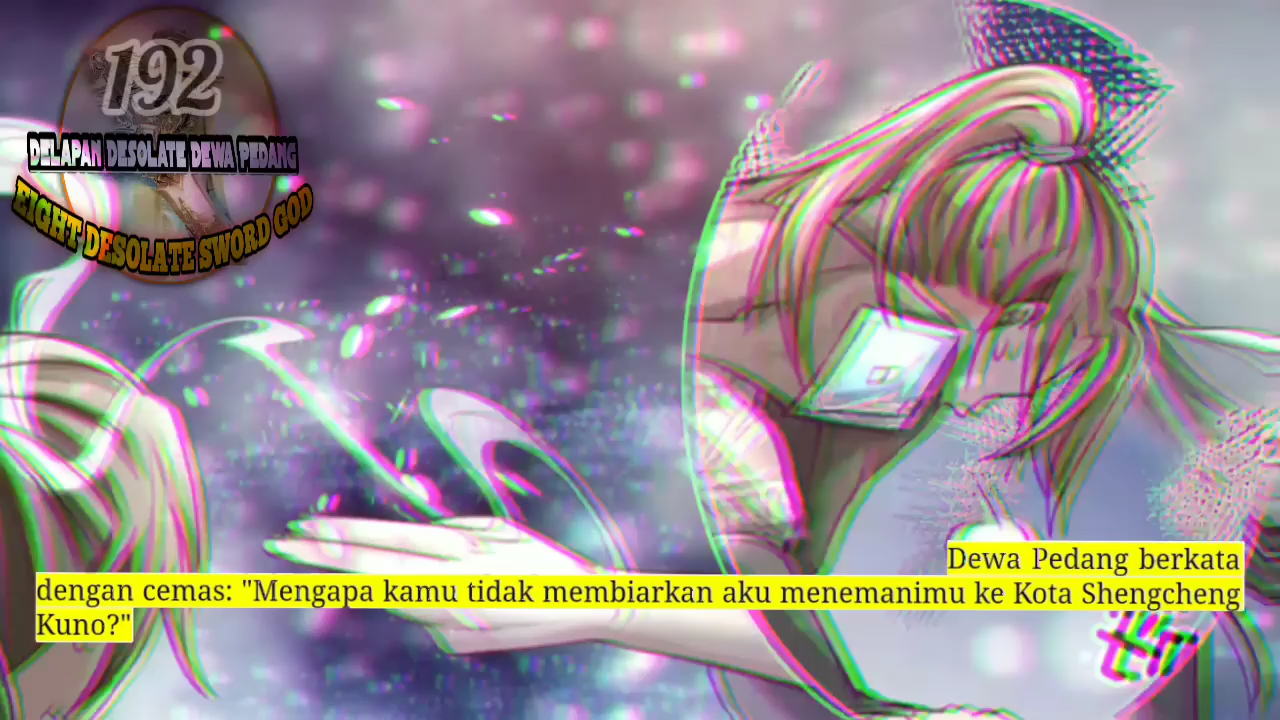 192
DELAPAN DESOLATE DEWA PEDANG
EIGHT DESOLATE SWORD GOD
Dewa Pedang berkata
dengan cemas: "Mengapa kamu tidak membiarkan aku menemanimu ke Kota Shengcheng
Kuno?"